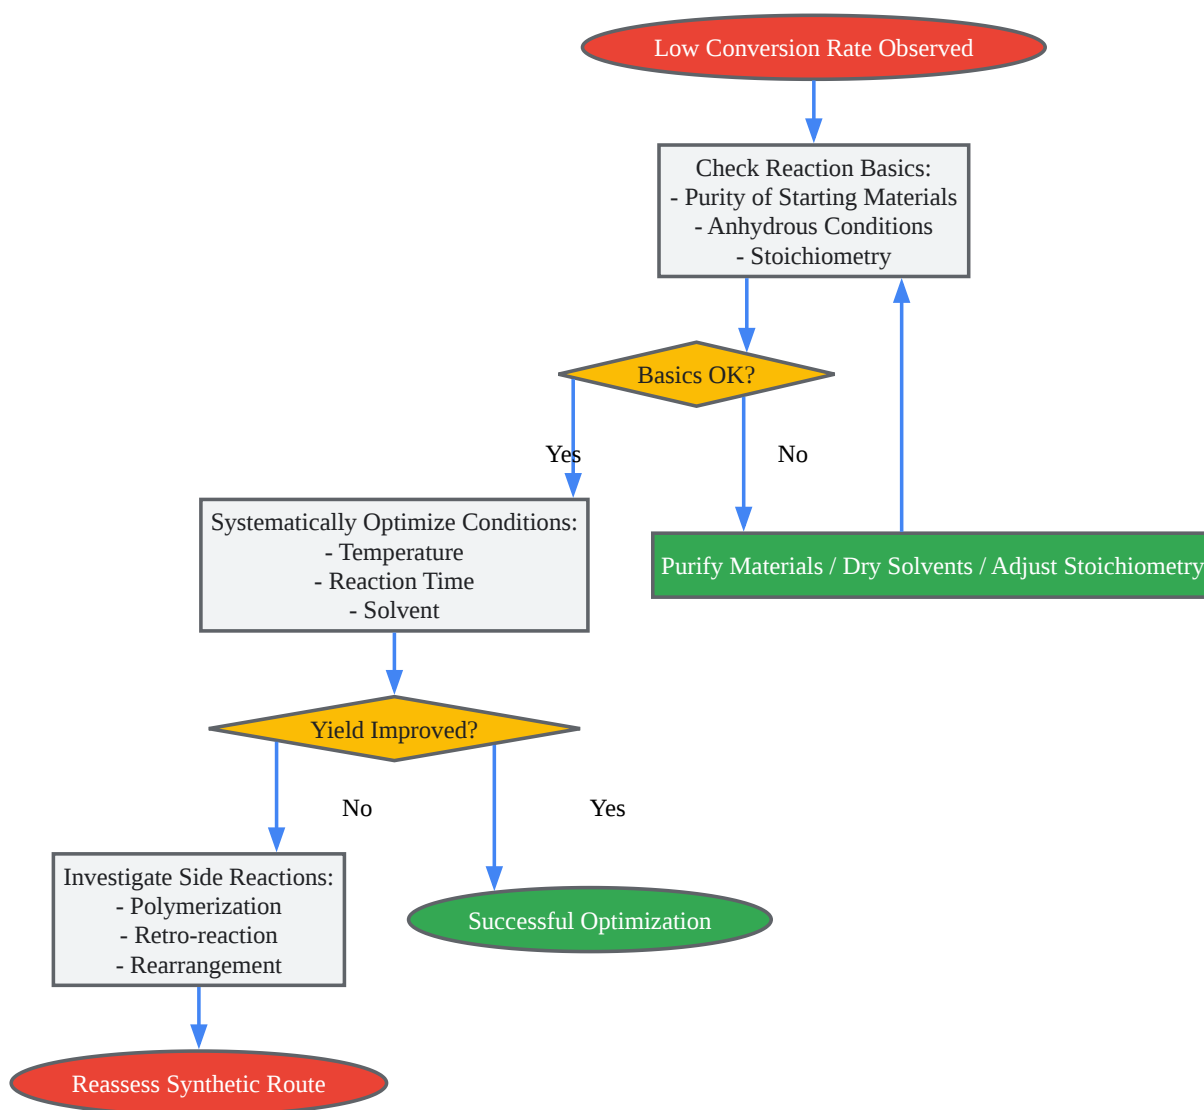 Low Conversion Rate Observed
Check Reaction Basics:
- Purity of Starting Materials
- Anhydrous Conditions
- Stoichiometry
Basics OK?
Yes
No
Systematically Optimize Conditions:
- Temperature
- Reaction Time
- Solvent
Purify Materials / Dry Solvents / Adjust Stoichiometry
Yield Improved?
No
Yes
Investigate Side Reactions:
- Polymerization
- Retro-reaction
- Rearrangement
Successful Optimization
Reassess Synthetic Route